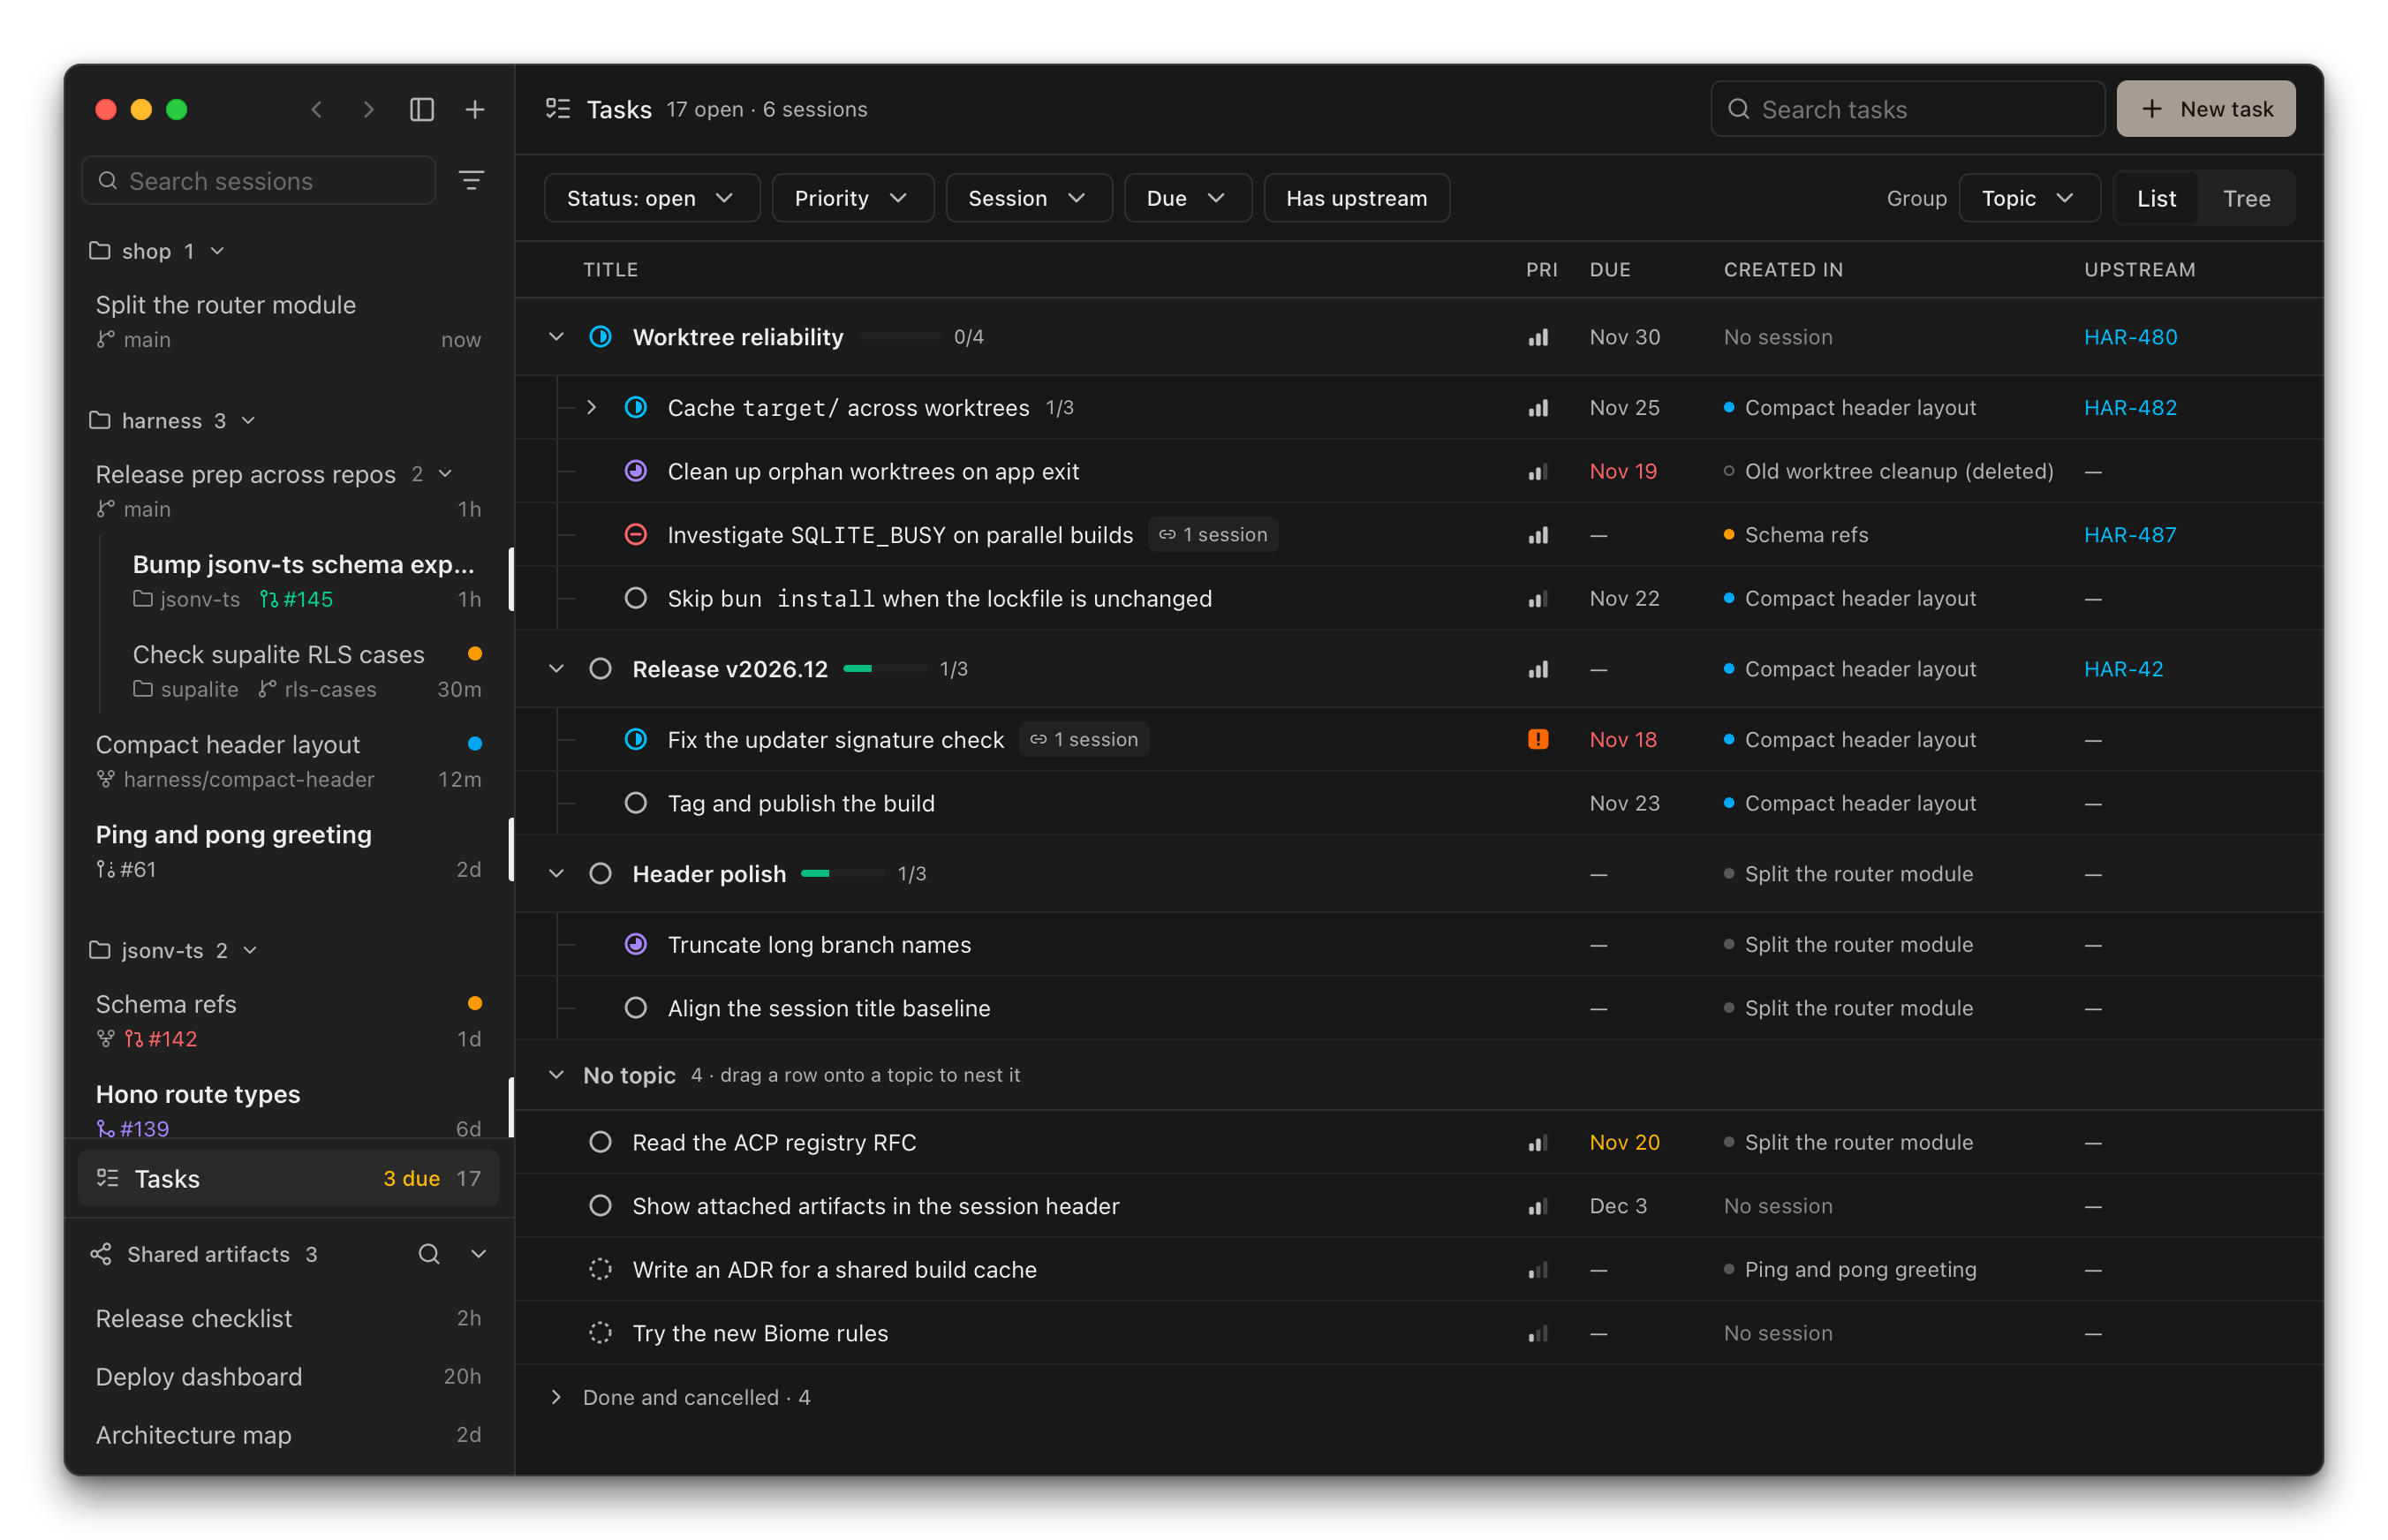 Search sessions
shop 1
Split the router module
main now
harness 3
Release prep across repos 2
main 1h
Bump jsonv-ts schema exp...
jsonv-ts #145 1h
Check supalite RLS cases
supalite rls-cases 30m
Compact header layout
harness/compact-header 12m
Ping and pong greeting
#61 2d
jsonv-ts 2
Schema refs
#142 1d
Hono route types
#139 6d
Tasks 3 due 17
Shared artifacts 3
Release checklist 2h
Deploy dashboard 20h
Architecture map 2d
Tasks 17 open · 6 sessions Search tasks New task
Status: open Priority Session Due Has upstream Group Topic List Tree
TITLE PRI DUE CREATED IN UPSTREAM
Worktree reliability 0/4 Nov 30 No session HAR-480
Cache target/ across worktrees 1/3 Nov 25 Compact header layout HAR-482
Clean up orphan worktrees on app exit Nov 19 Old worktree cleanup (deleted) —
Investigate SQLITE_BUSY on parallel builds 1 session — Schema refs HAR-487
Skip bun install when the lockfile is unchanged Nov 22 Compact header layout —
Release v2026.12 1/3 — Compact header layout HAR-42
Fix the updater signature check 1 session Nov 18 Compact header layout —
Tag and publish the build Nov 23 Compact header layout —
Header polish 1/3 — Split the router module —
Truncate long branch names — Split the router module —
Align the session title baseline — Split the router module —
No topic 4 · drag a row onto a topic to nest it
Read the ACP registry RFC Nov 20 Split the router module —
Show attached artifacts in the session header Dec 3 No session —
Write an ADR for a shared build cache — Ping and pong greeting —
Try the new Biome rules — No session —
Done and cancelled · 4